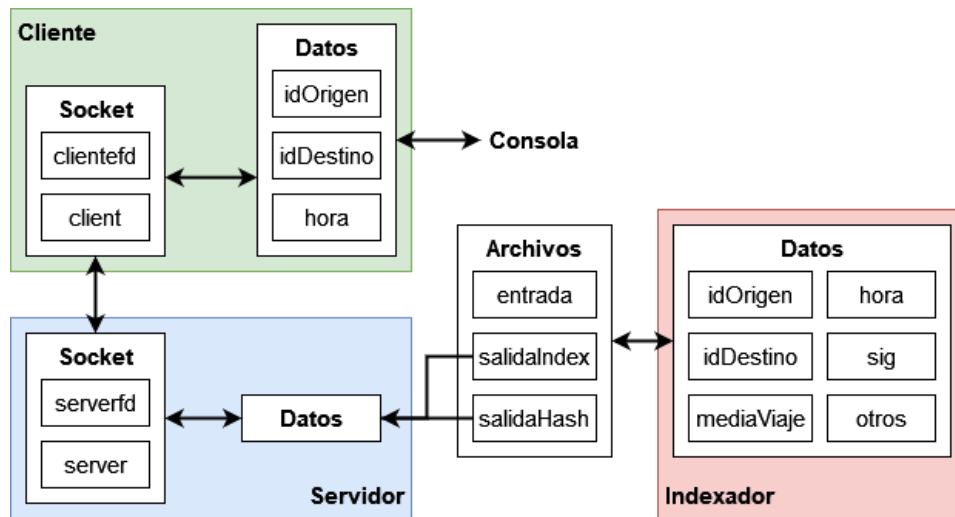 Cliente
Datos
idOrigen
idDestino
hora
Socket
clientefd
client
Consola
Archivos
entrada
salidaIndex
salidaHash
Datos
idOrigen
hora
idDestino
sig
mediaViaje
otros
Indexador
Socket
serverfd
server
Datos
Servidor